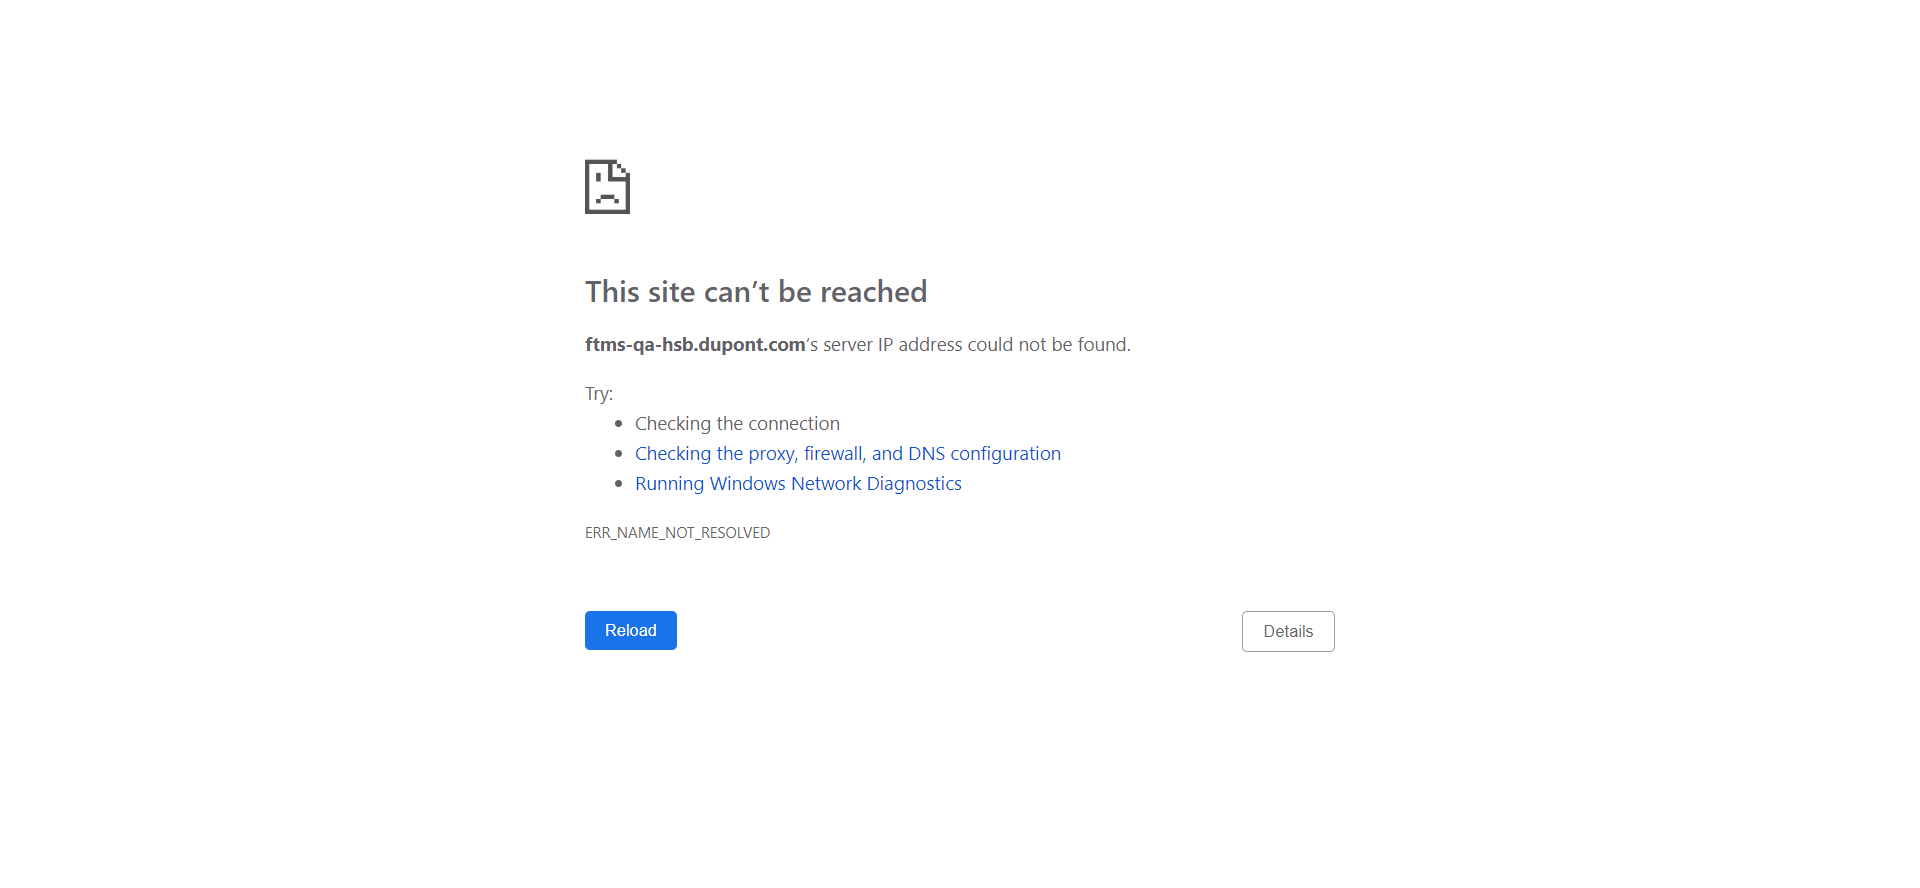 This site can’t be reached
ftms-qa-hsb.dupont.com’s server IP address could not be found.
Try:
Checking the connection
Checking the proxy, firewall, and DNS configuration
Running Windows Network Diagnostics
ERR_NAME_NOT_RESOLVED
Reload
Details